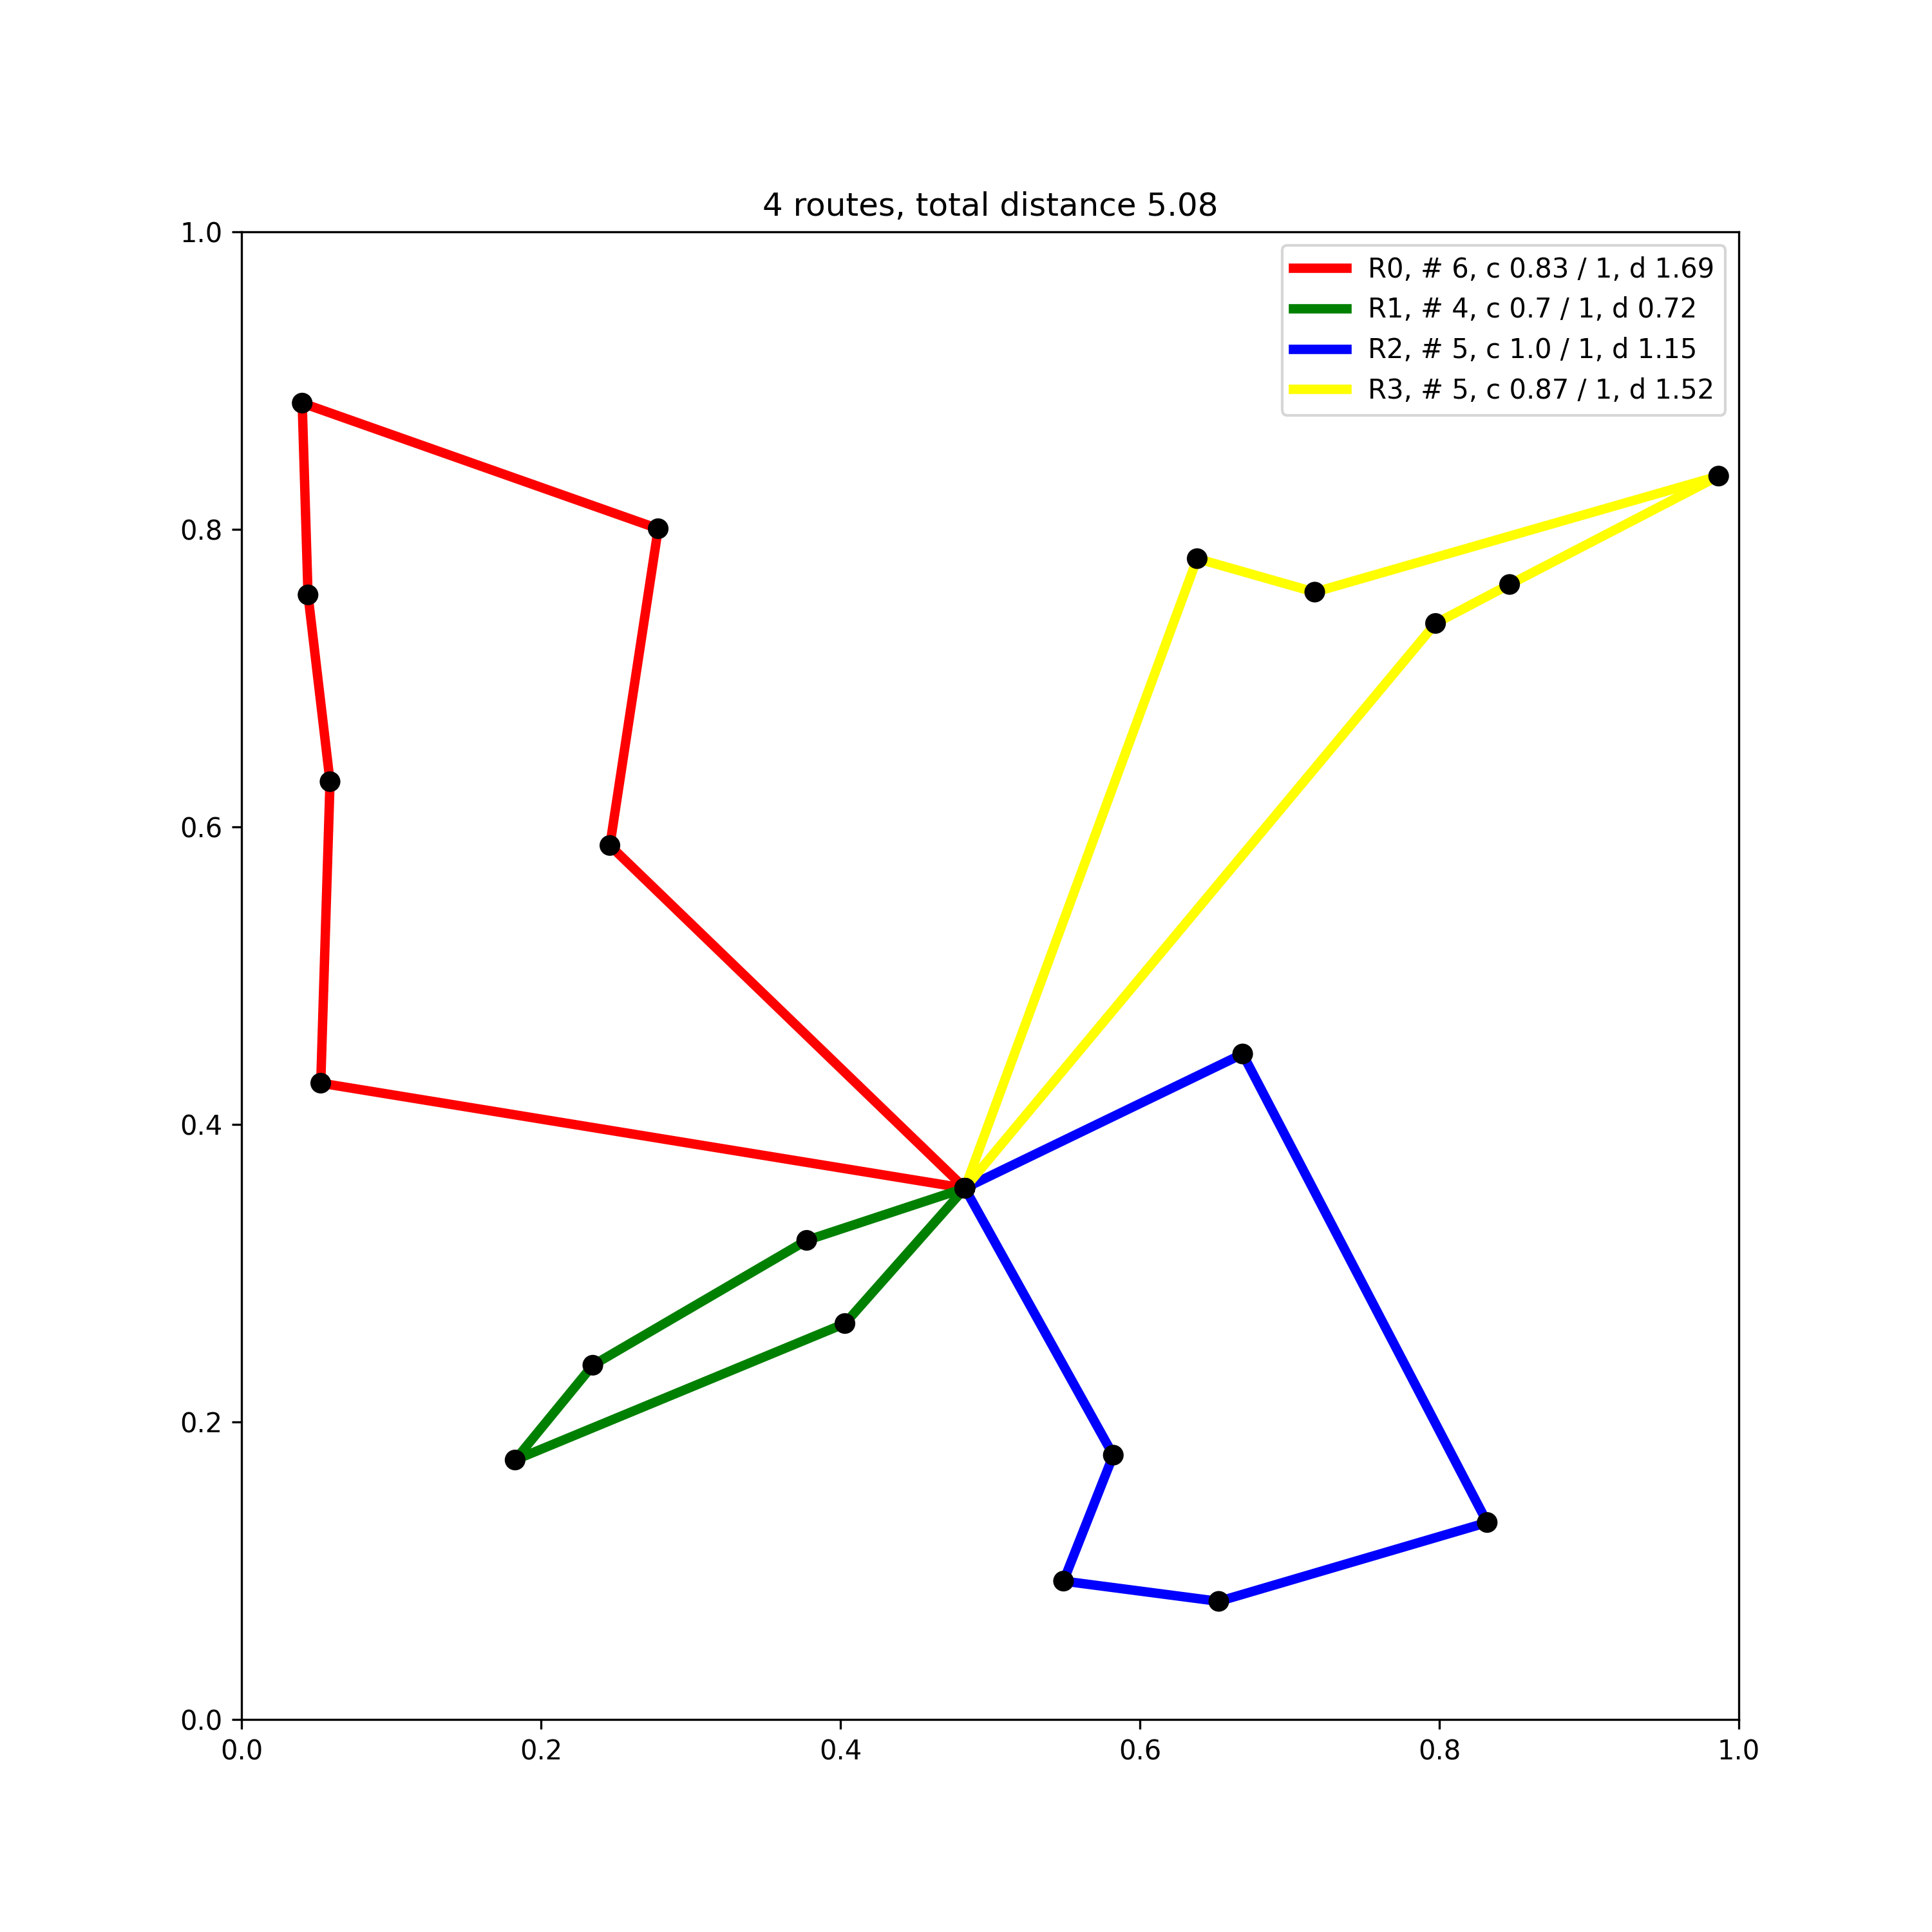 4 routes, total distance 5.08
R0, # 6, c 0.83 / 1, d 1.69
R1, # 4, c 0.7 / 1, d 0.72
R2, # 5, c 1.0 / 1, d 1.15
R3, # 5, c 0.87 / 1, d 1.52
1.0
0.8
0.6
0.4
0.2
0.0
0.0 0.2 0.4 0.6 0.8 1.0